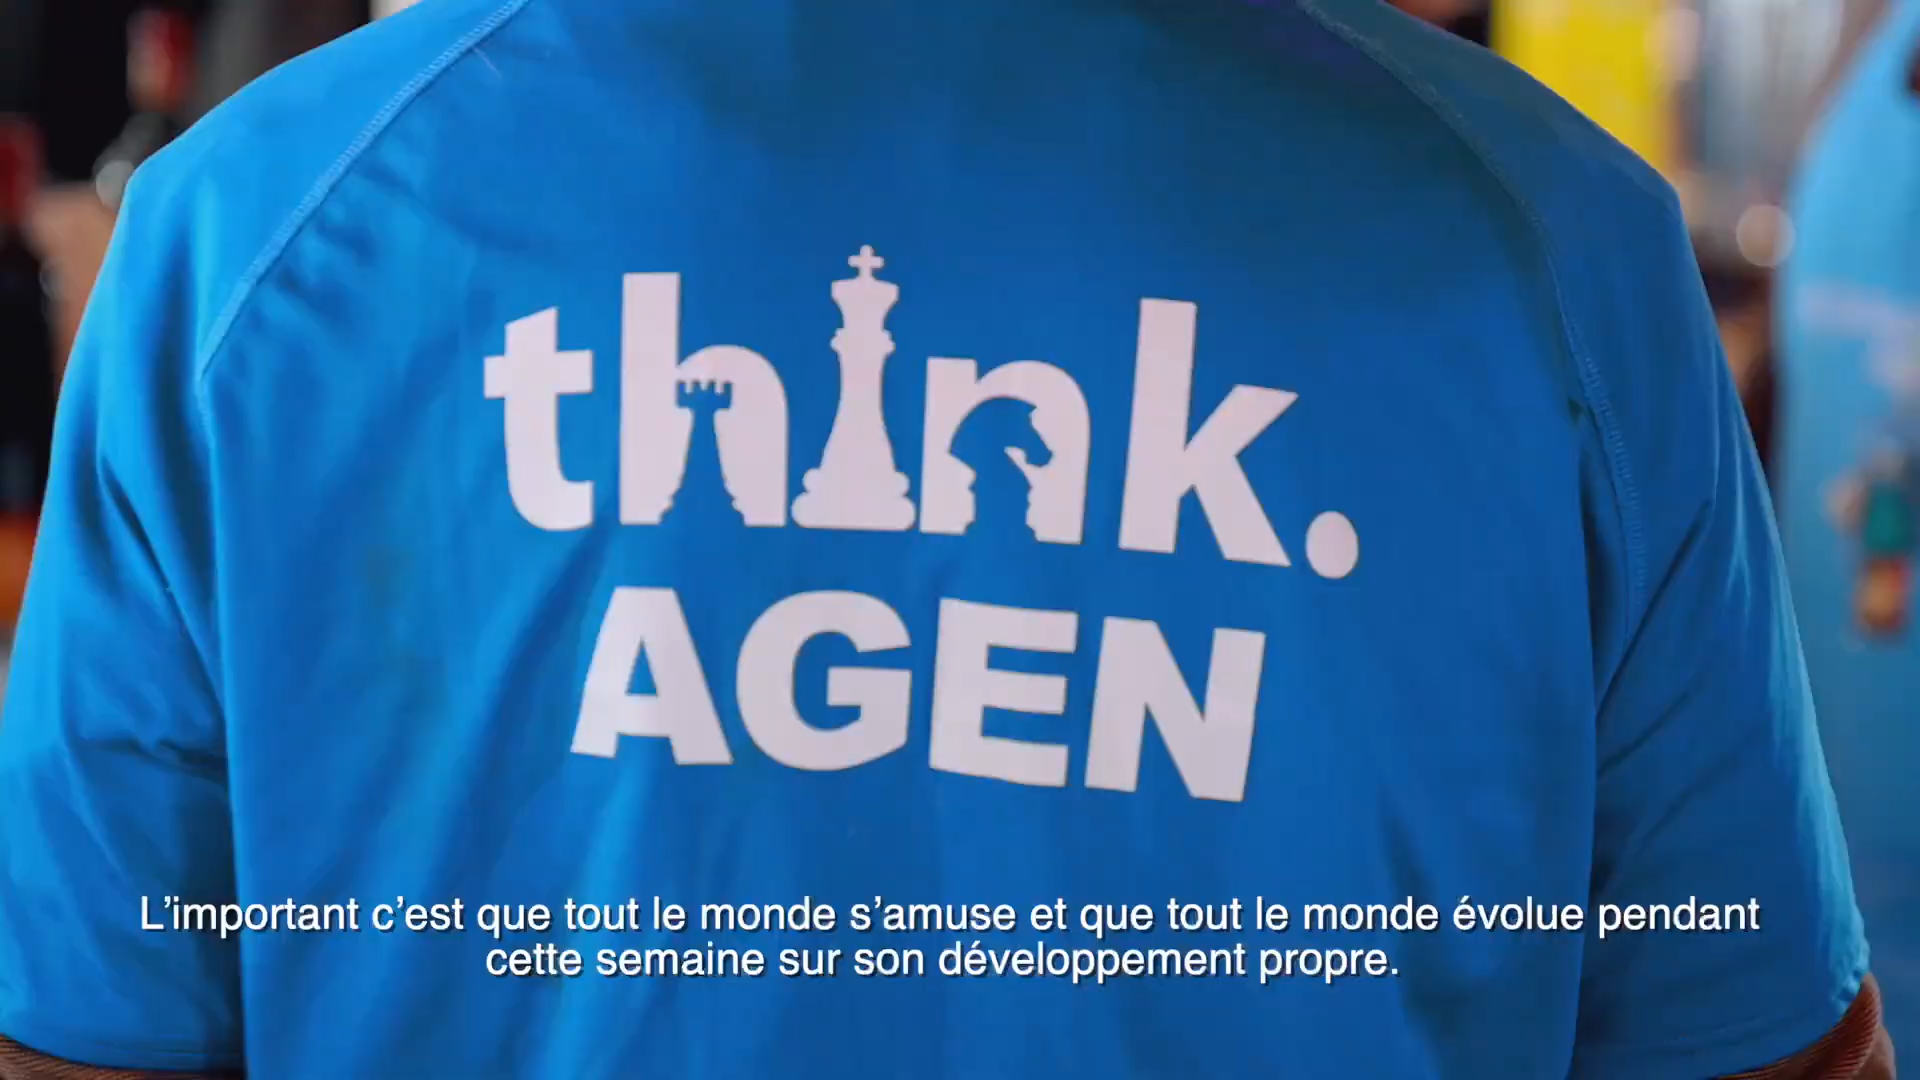 think.
AGEN
L’important c’est que tout le monde s’amuse et que tout le monde évolue pendant
cette semaine sur son développement propre.